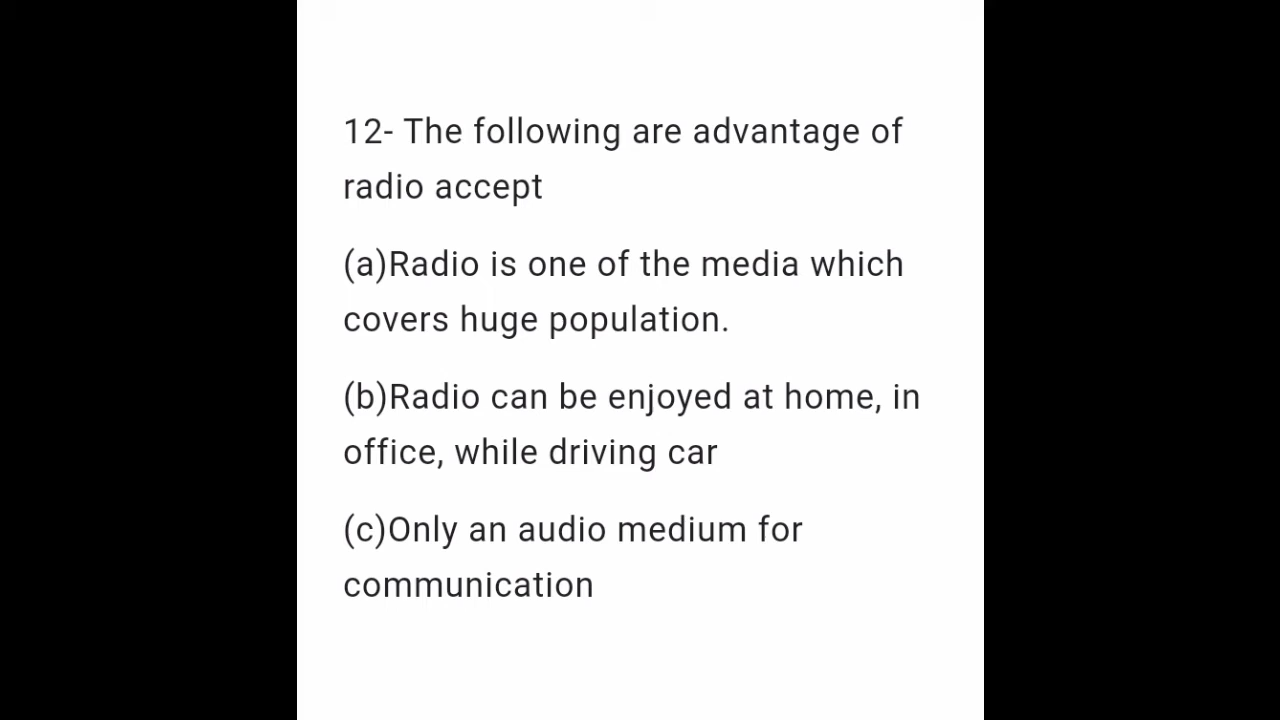 12- The following are advantage of
radio accept
(a)Radio is one of the media which
covers huge population.
(b)Radio can be enjoyed at home, in
office, while driving car
(c)Only an audio medium for
communication